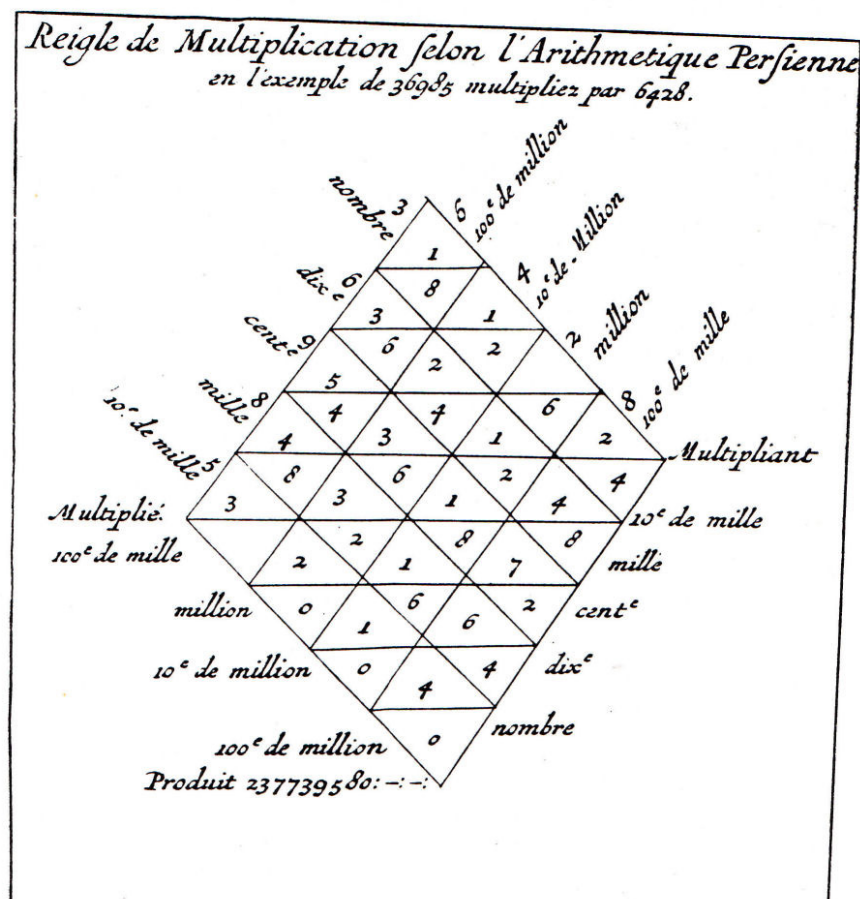 Reigle de Multiplication ſelon l'Arithmetique Perſienne
en l'exemple de 36985 multipliez par 6428.
nombre 3 6 100e de million
1
dixe 6 8 4 10e de-Million
3 1
cente 9 6 2 2 2 million
5
mille 8 4 4 6 8 100e de mille
4 3 1 2 Multipliant
10e. de mille 5 8 6 2 4
Multiplié. 3 3 1 4 10e de mille
100e de mille 2 8 8 mille
2 1 7
million 0 6 2 cente
1 6
10e de million 0 4 dixe
4
100e de million 0 nombre
Produit 237739580:-:-: